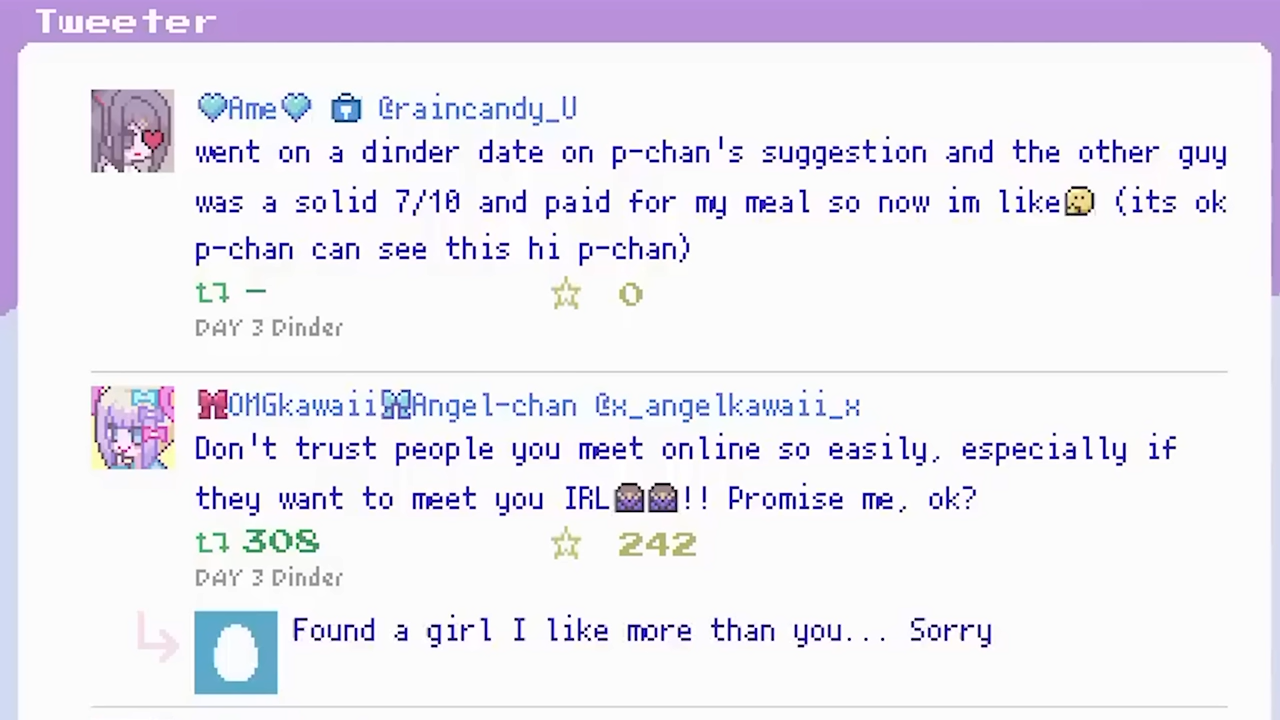 Tweeter
Ame @raincandy_U
went on a dinder date on p-chan's suggestion and the other guy
was a solid 7/10 and paid for my meal so now im like (its ok
p-chan can see this hi p-chan)
— 0
DAY 3 Dinder
OMGkawaii Angel-chan @x_angelkawaii_x
Don't trust people you meet online so easily, especially if
they want to meet you IRL!! Promise me, ok?
308 242
DAY 3 Dinder
Found a girl I like more than you... Sorry